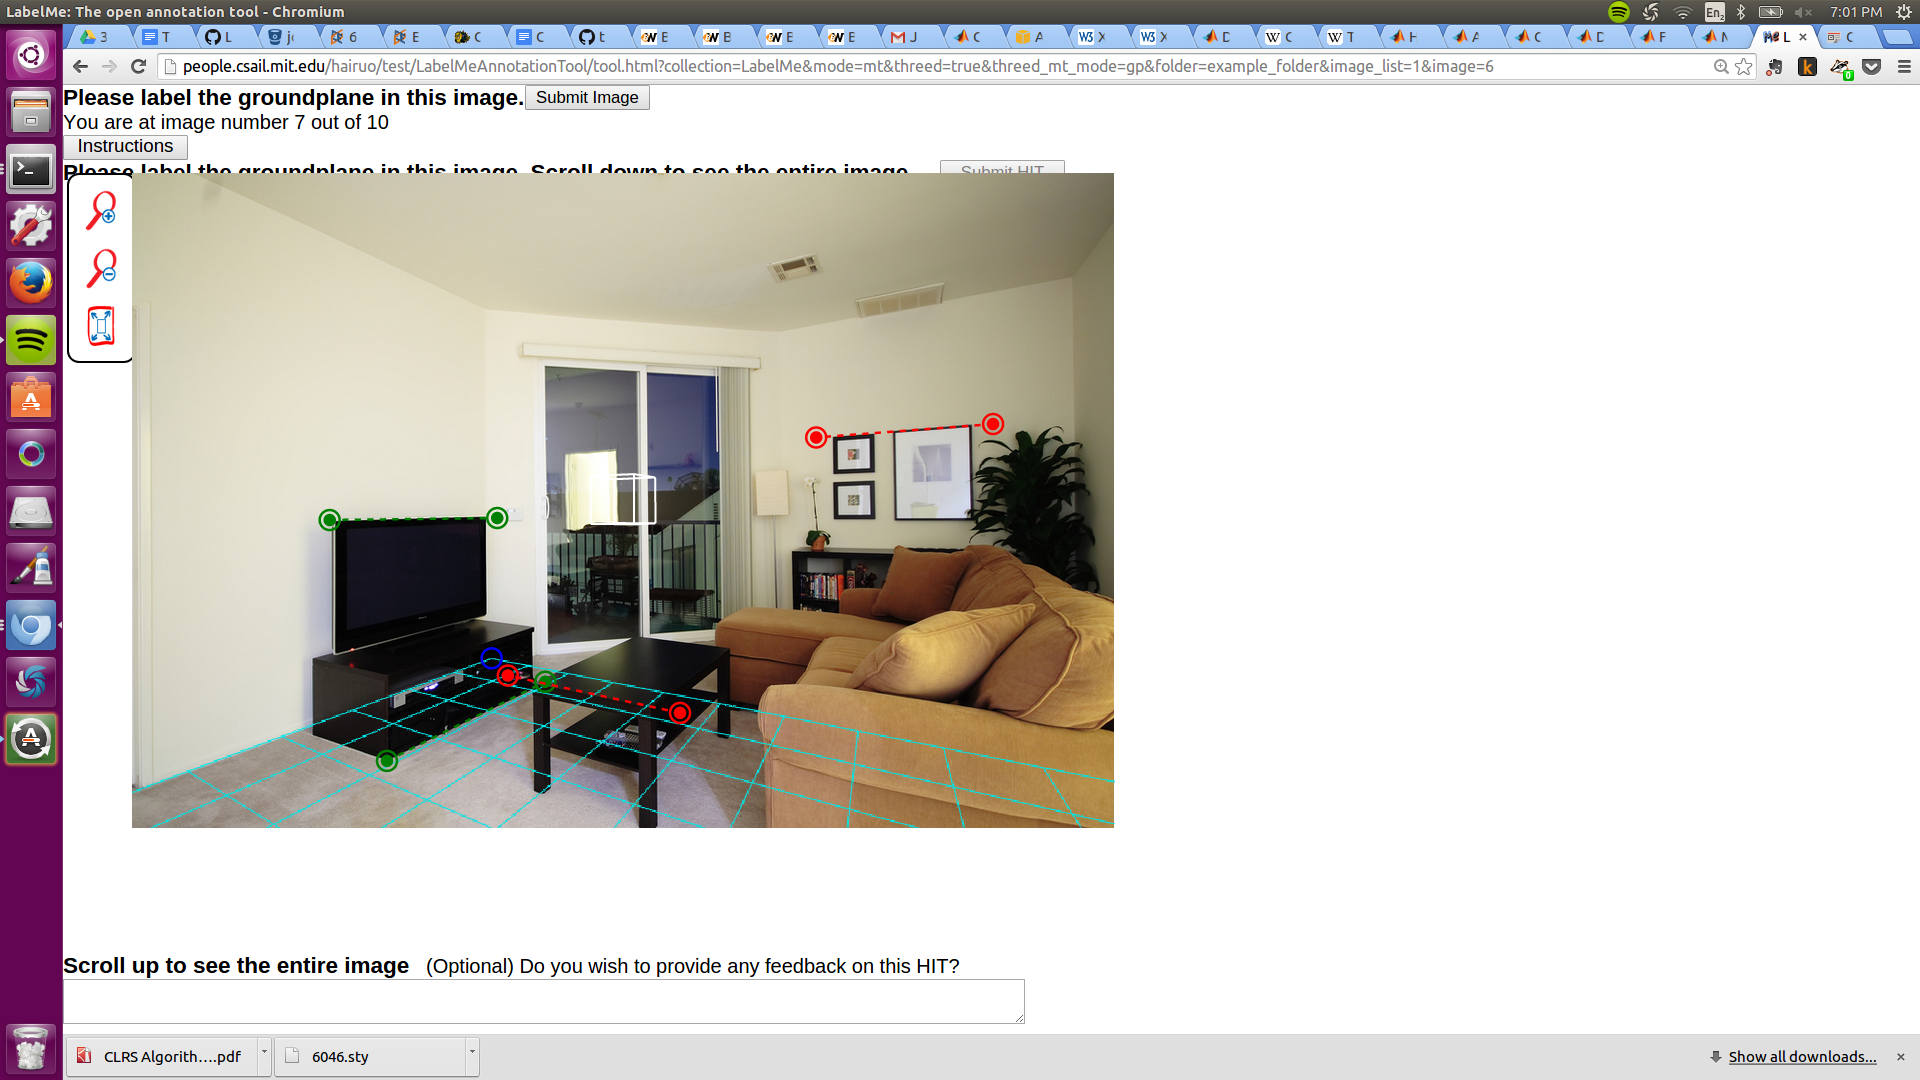 LabelMe: The open annotation tool - Chromium
En2
7:01 PM
3 T L j 6 E C C t E B E E J C A X X D C T H A C D F N L × C
people.csail.mit.edu/hairuo/test/LabelMeAnnotationTool/tool.html?collection=LabelMe&mode=mt&threed=true&threed_mt_mode=gp&folder=example_folder&image_list=1&image=6
Please label the groundplane in this image. Submit Image
You are at image number 7 out of 10
Instructions
Please label the groundplane in this image. Scroll down to see the entire image
Submit HIT
Scroll up to see the entire image (Optional) Do you wish to provide any feedback on this HIT?
CLRS Algorith....pdf
6046.sty
Show all downloads...